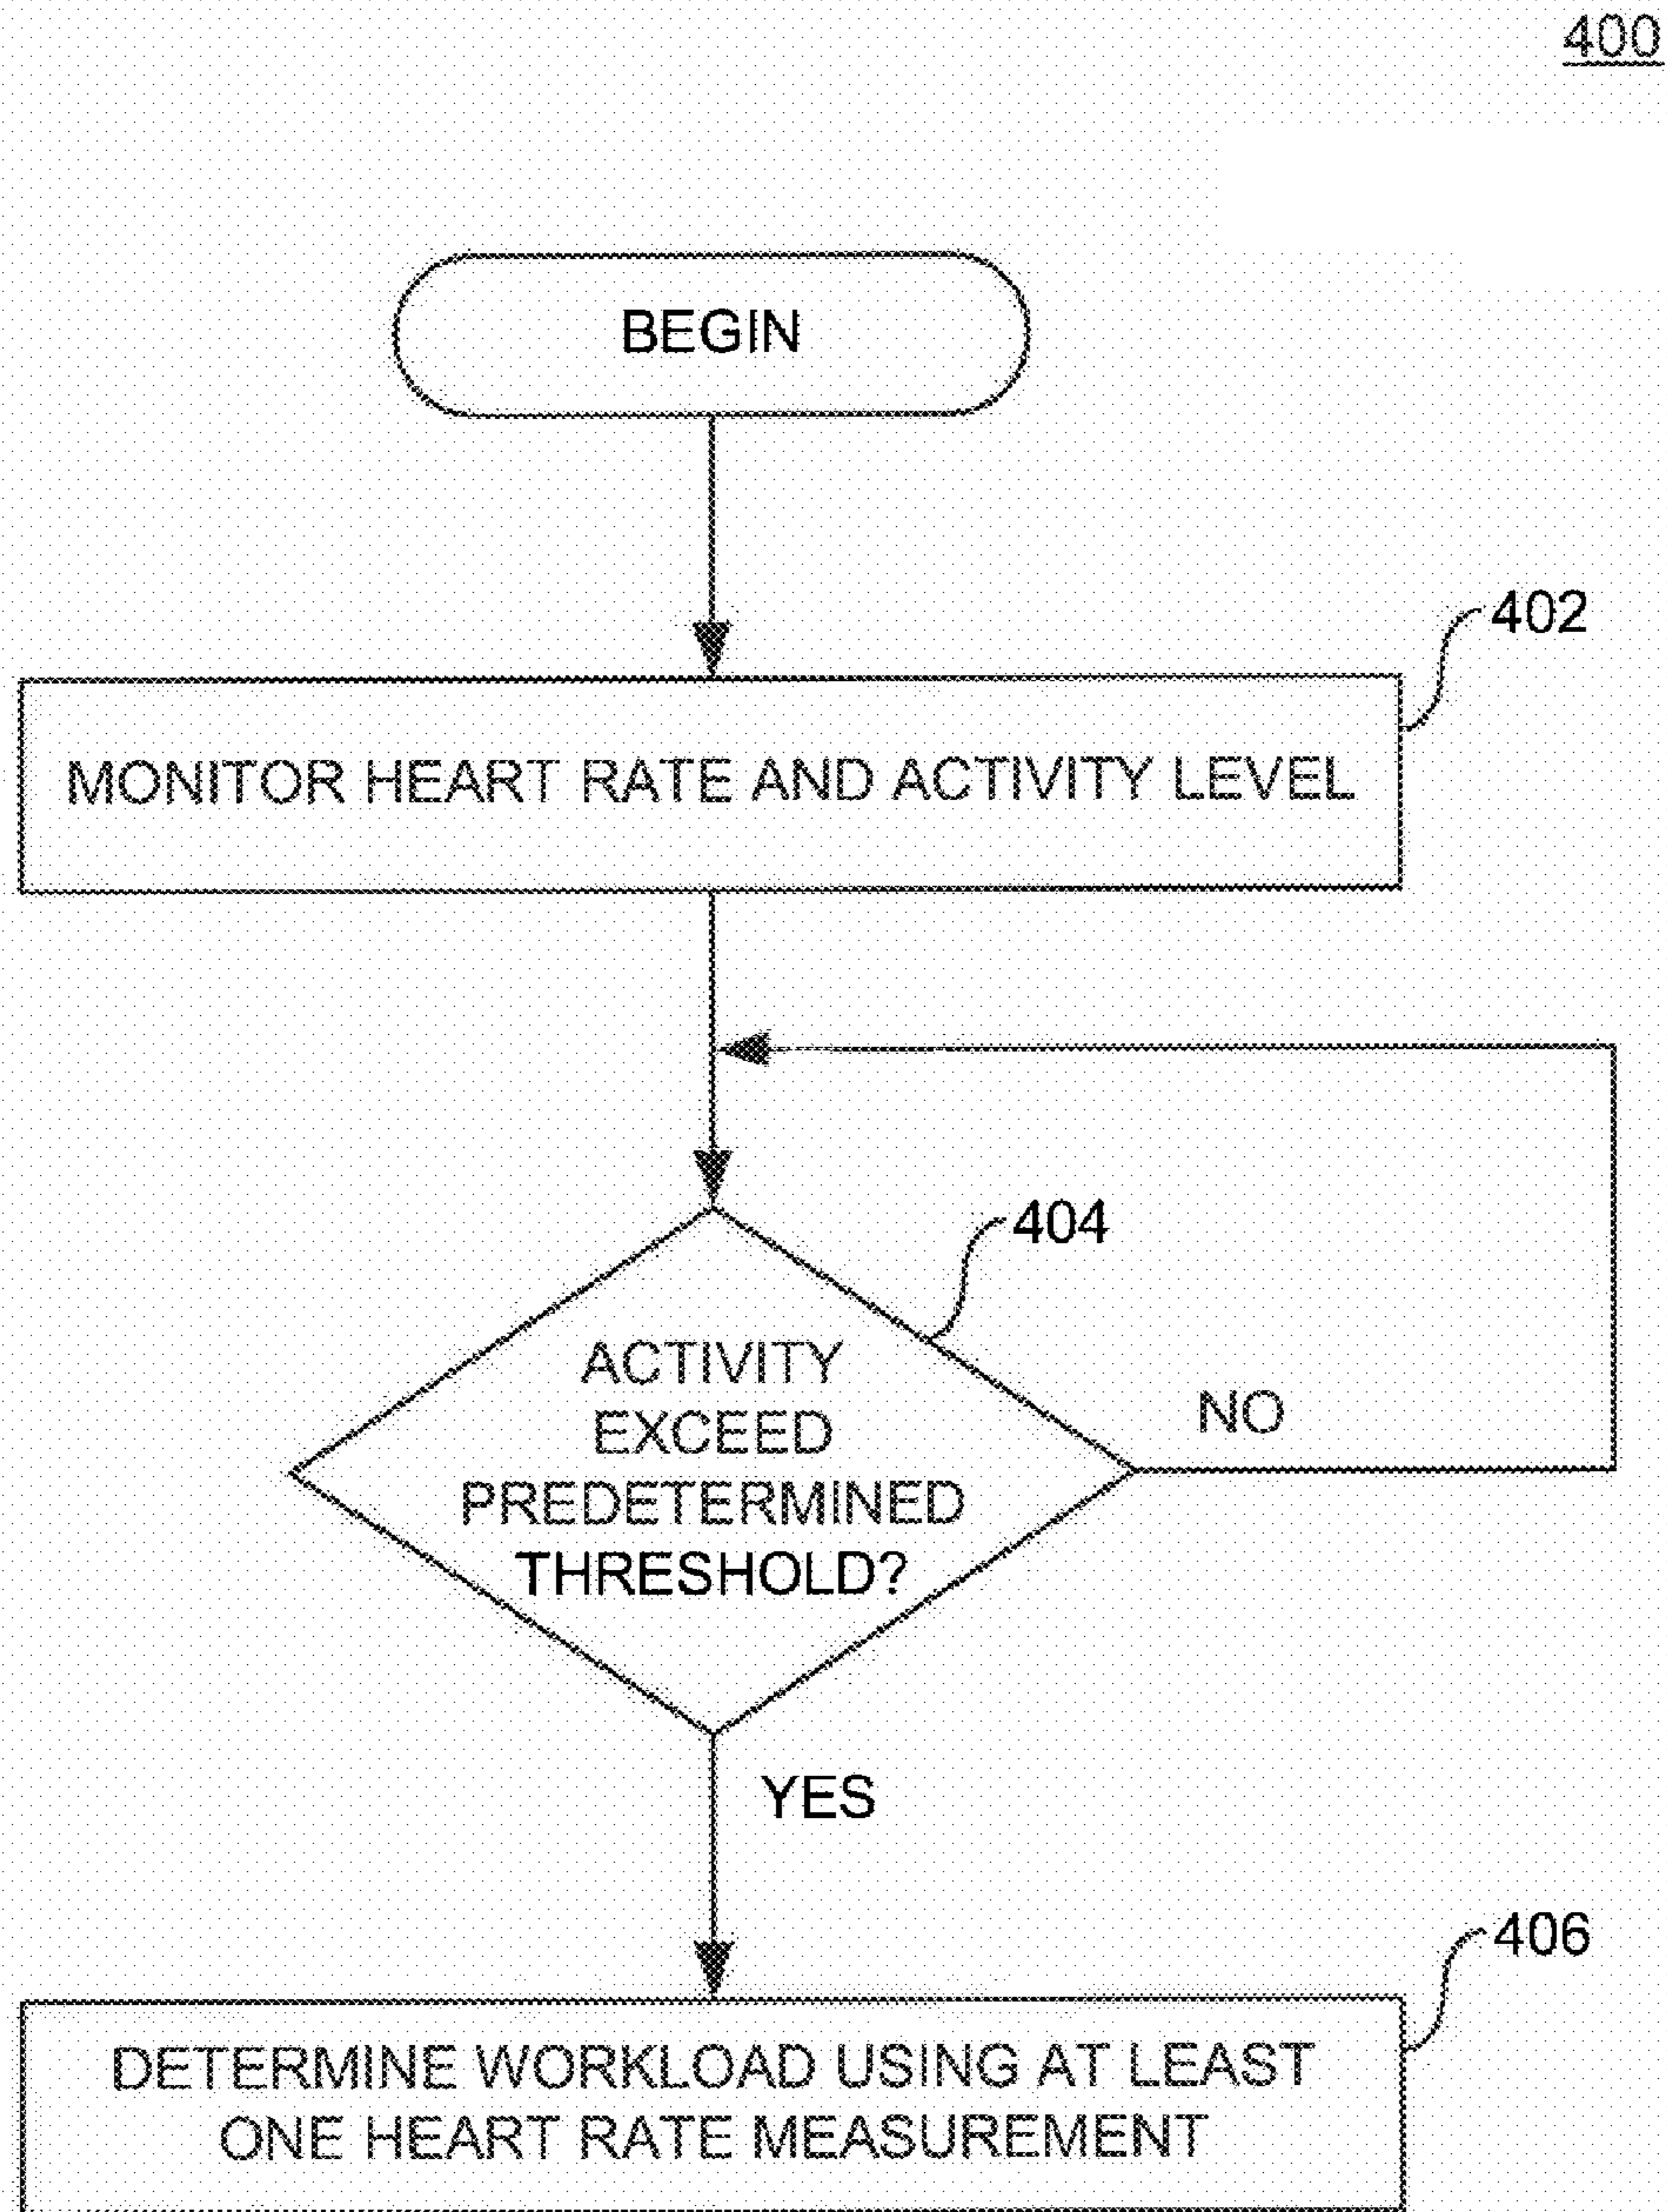 400
BEGIN
402
MONITOR HEART RATE AND ACTIVITY LEVEL
404
ACTIVITY
EXCEED
PREDETERMINED
THRESHOLD?
NO
YES
406
DETERMINE WORKLOAD USING AT LEAST
ONE HEART RATE MEASUREMENT